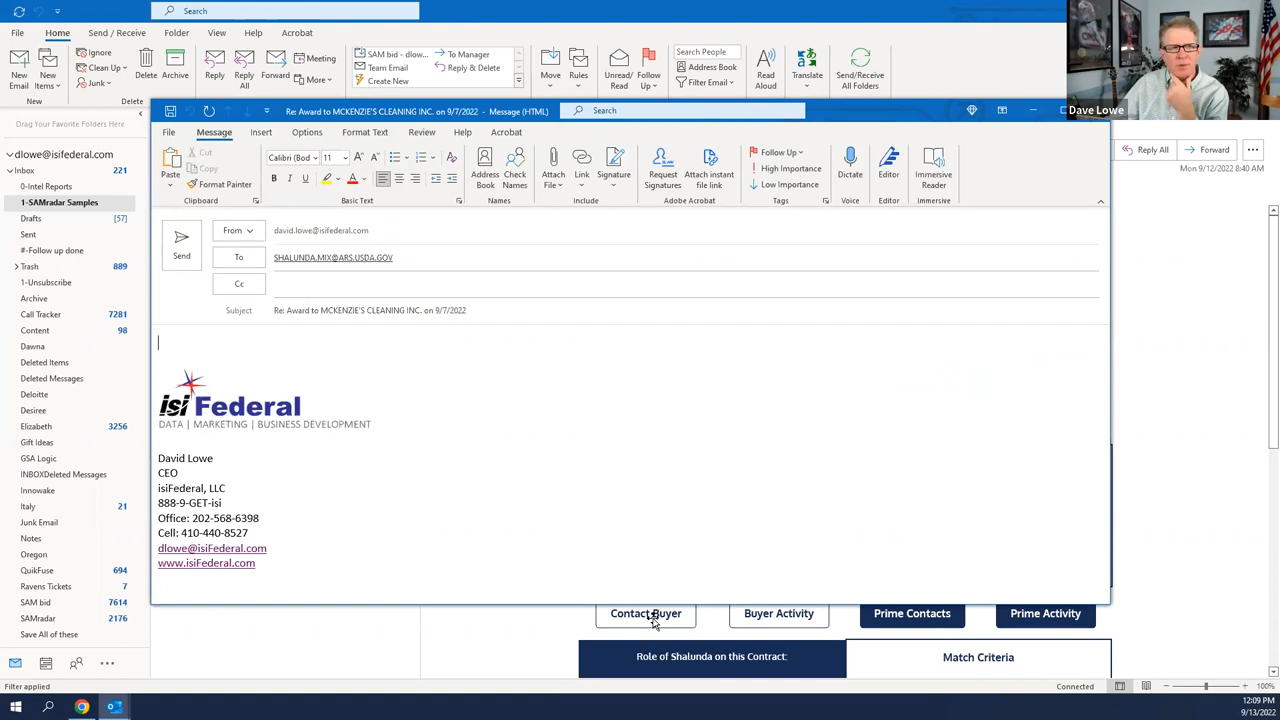 Search
File Home Send / Receive Folder View Help Acrobat
New Email
New Items
New
Ignore
Clean Up
Junk
Delete
Archive
Delete
Reply
Reply All
Forward
Meeting
More
SAM bid - dlow...
Team Email
Create New
To Manager
Reply & Delete
Move
Rules
Unread/ Read
Follow Up
Search People
Address Book
Filter Email
Read Aloud
Translate
Send/Receive All Folders
Dave Lowe
Drag Your Favorite Folders Here
dlowe@isifederal.com
Inbox 221
0-Intel Reports
1-SAMradar Samples
Drafts [57]
Sent
#-Follow up done
Trash 889
1-Unsubscribe
Archive
Call Tracker 7281
Content 98
Dawna
Deleted Items
Deleted Messages
Deloitte
Desiree
Elizabeth 3256
Gift Ideas
GSA Logic
INBOXDeleted Messages
Innowake
Italy 21
Junk Email
Notes
Oregon
QuikFuse 694
Ravens Tickets 7
SAM bid 7614
SAMradar 2176
Save All of these
Re: Award to MCKENZIE'S CLEANING INC. on 9/7/2022 - Message (HTML)
Search
File Message Insert Options Format Text Review Help Acrobat
Paste
Cut
Copy
Format Painter
Clipboard
Calibri (Bod 11
B I U
Basic Text
Address Book
Check Names
Names
Attach File
Link
Signature
Include
Request Signatures
Attach instant file link
Adobe Acrobat
Follow Up
High Importance
Low Importance
Tags
Dictate
Voice
Editor
Editor
Immersive Reader
Immersive
Send
From david.lowe@isifederal.com
To SHALUNDA.MIX@ARS.USDA.GOV
Cc
Subject Re: Award to MCKENZIE'S CLEANING INC. on 9/7/2022
isi Federal
DATA | MARKETING | BUSINESS DEVELOPMENT
David Lowe
CEO
isiFederal, LLC
888-9-GET-isi
Office: 202-568-6398
Cell: 410-440-8527
dlowe@isiFederal.com
www.isiFederal.com
Reply All Forward
Mon 9/12/2022 8:40 AM
Contact Buyer Buyer Activity Prime Contacts Prime Activity
Role of Shalunda on this Contract: Match Criteria
Filter applied Connected 100%
12:09 PM
9/13/2022